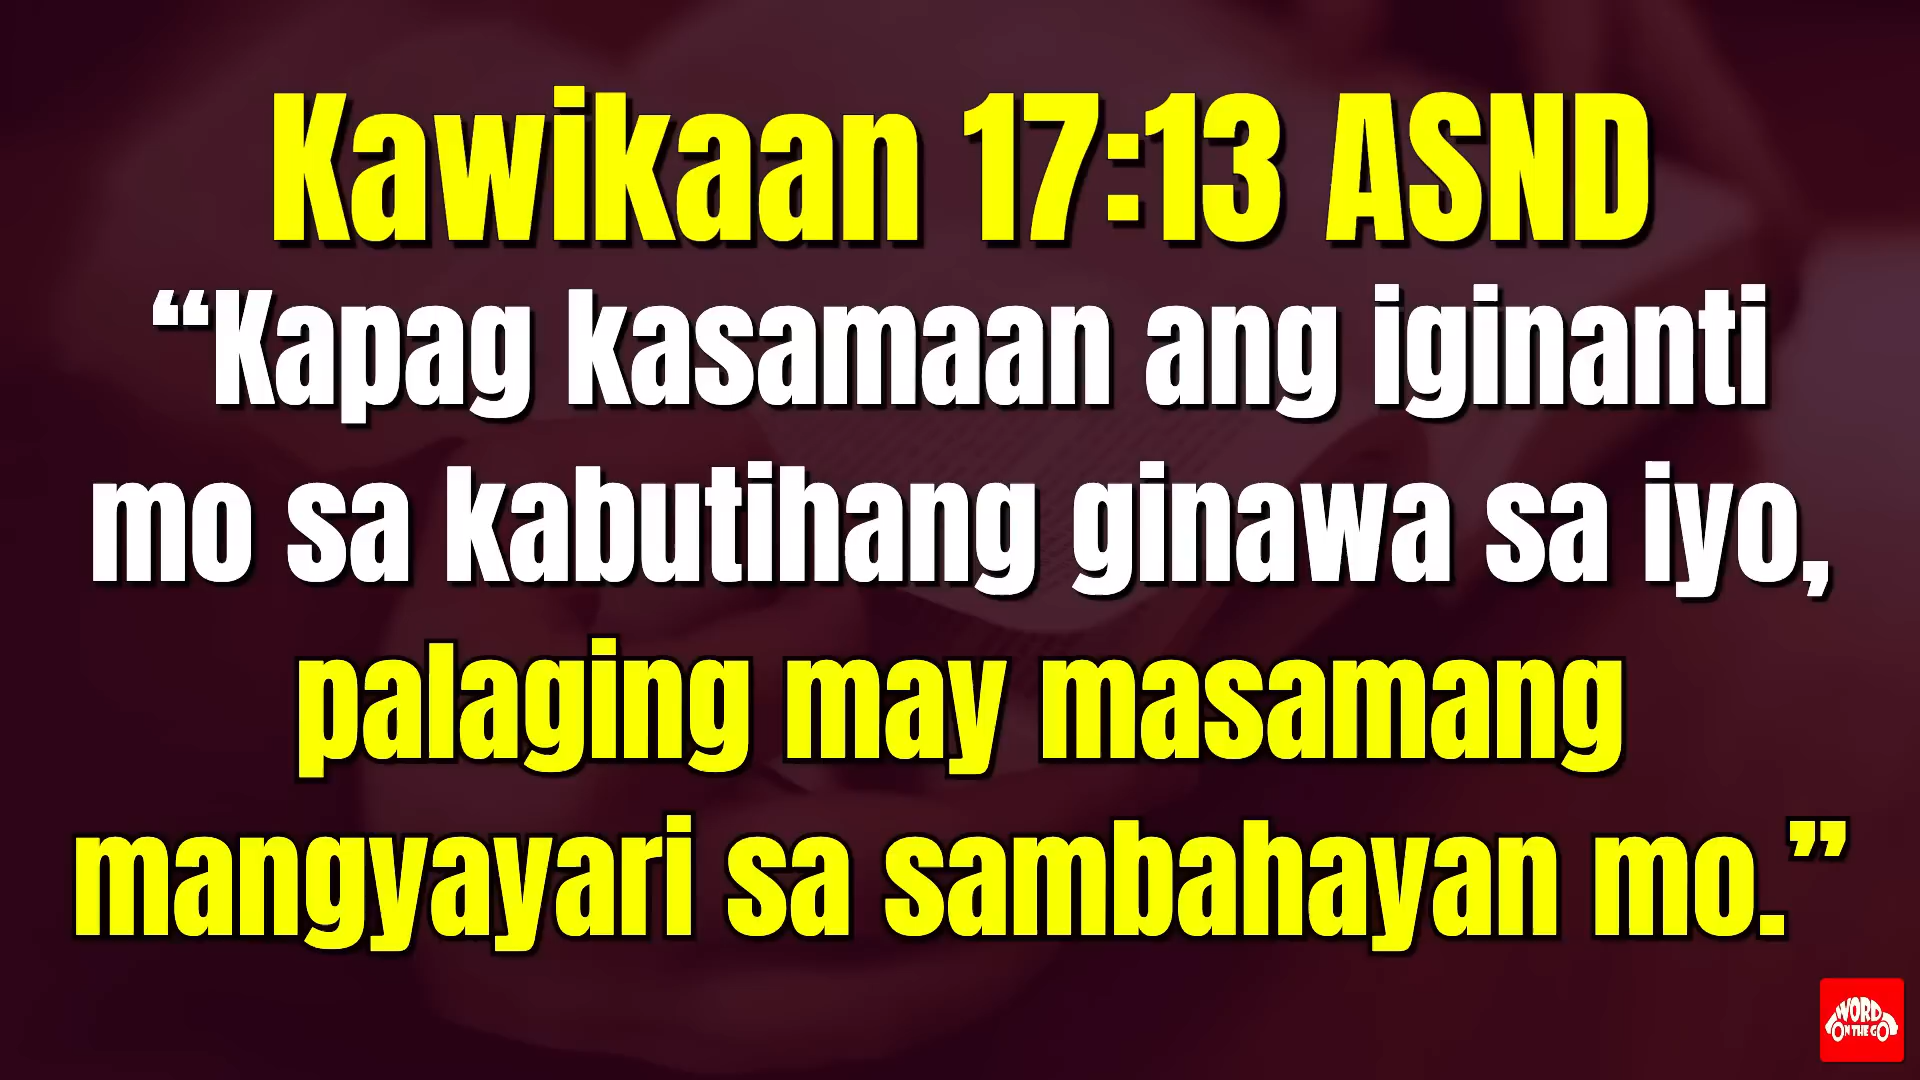 Kawikaan 17:13 ASND
“Kapag kasamaan ang iginanti
mo sa kabutihang ginawa sa iyo,
palaging may masamang
mangyayari sa sambahayan mo.”
WORD
ON THE GO